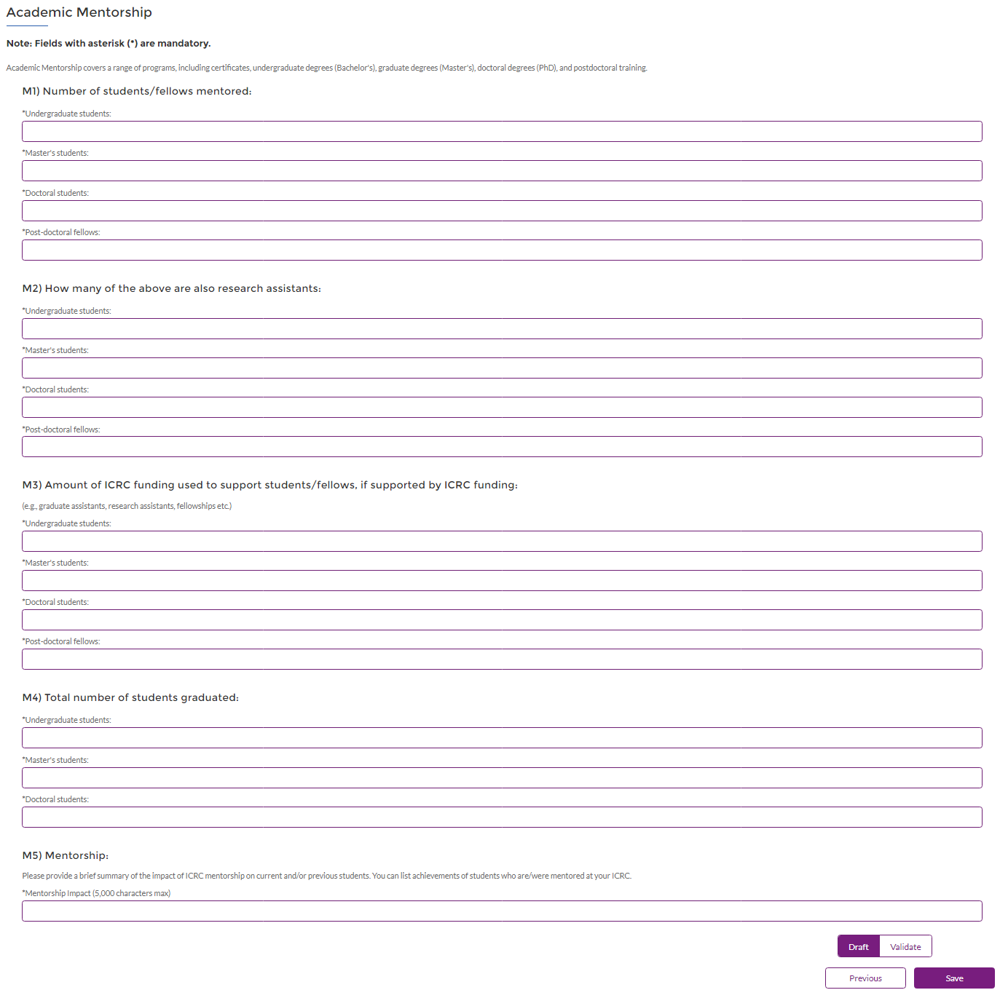 Academic Mentorship
Note: Fields with asterisk (*) are mandatory.
Academic Mentorship covers a range of programs, including certificates, undergraduate degrees (Bachelor's), graduate degrees (Master's), doctoral degrees (PhD), and postdoctoral training.
M1) Number of students/fellows mentored:
*Undergraduate students:
*Master's students:
*Doctoral students:
*Post-doctoral fellows:
M2) How many of the above are also research assistants:
*Undergraduate students:
*Master's students:
*Doctoral students:
*Post-doctoral fellows:
M3) Amount of ICRC funding used to support students/fellows, if supported by ICRC funding:
(e.g., graduate assistants, research assistants, fellowships etc.)
*Undergraduate students:
*Master's students:
*Doctoral students:
*Post-doctoral fellows:
M4) Total number of students graduated:
*Undergraduate students:
*Master's students:
*Doctoral students:
M5) Mentorship:
Please provide a brief summary of the impact of ICRC mentorship on current and/or previous students. You can list achievements of students who are/were mentored at your ICRC.
*Mentorship Impact (5,000 characters max)
Draft Validate
Previous Save